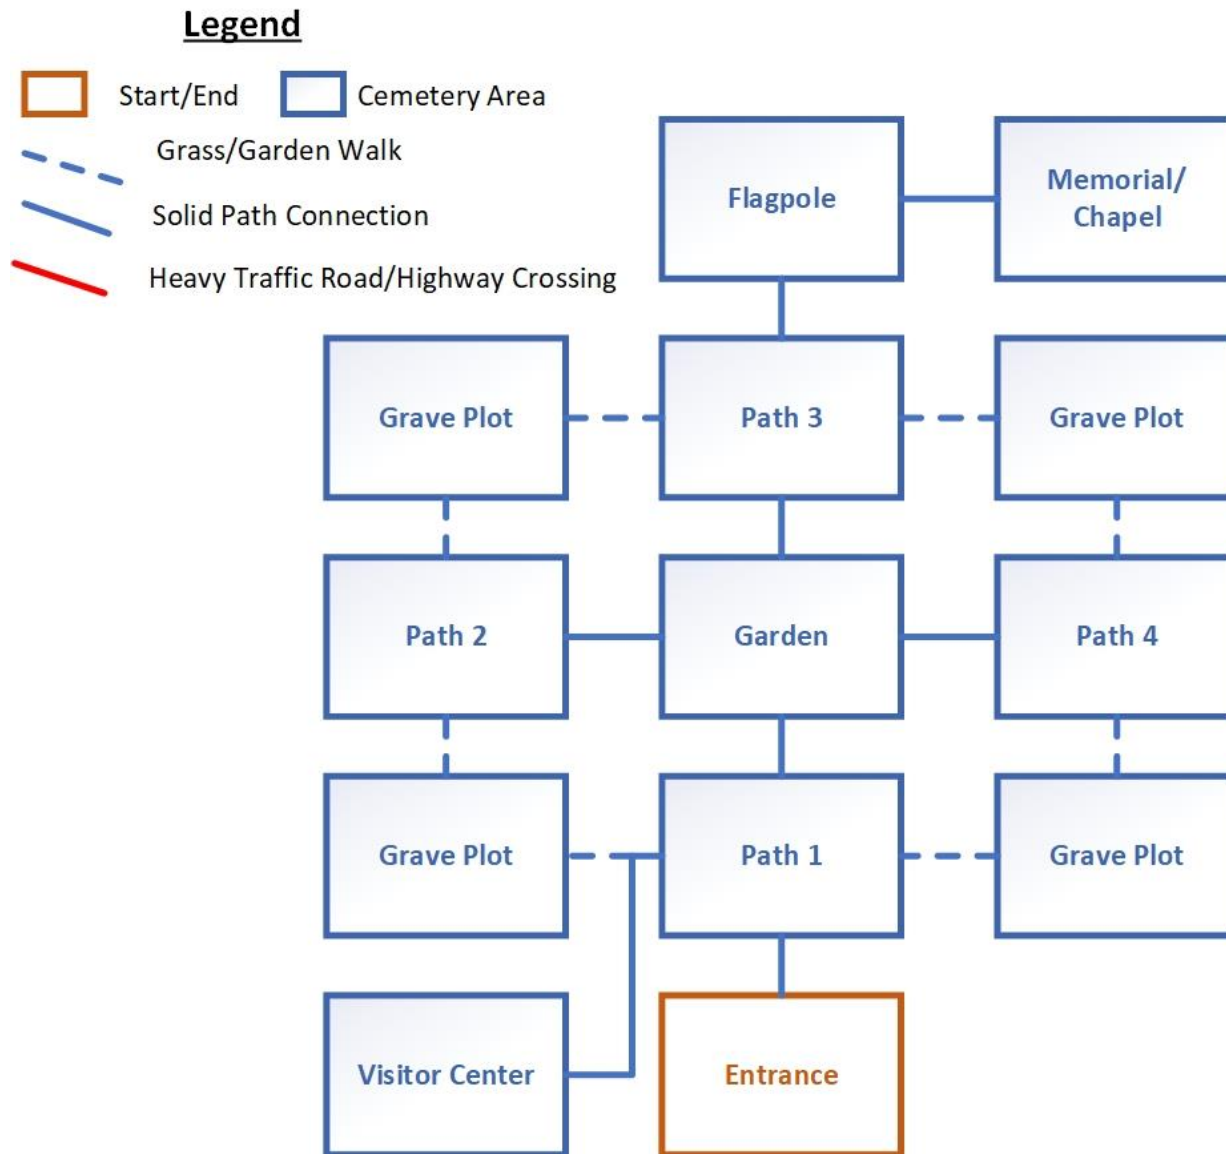 Legend
Start/End
Cemetery Area
Grass/Garden Walk
Solid Path Connection
Heavy Traffic Road/Highway Crossing
Flagpole
Memorial/
Chapel
Grave Plot
Path 3
Grave Plot
Path 2
Garden
Path 4
Grave Plot
Path 1
Grave Plot
Visitor Center
Entrance